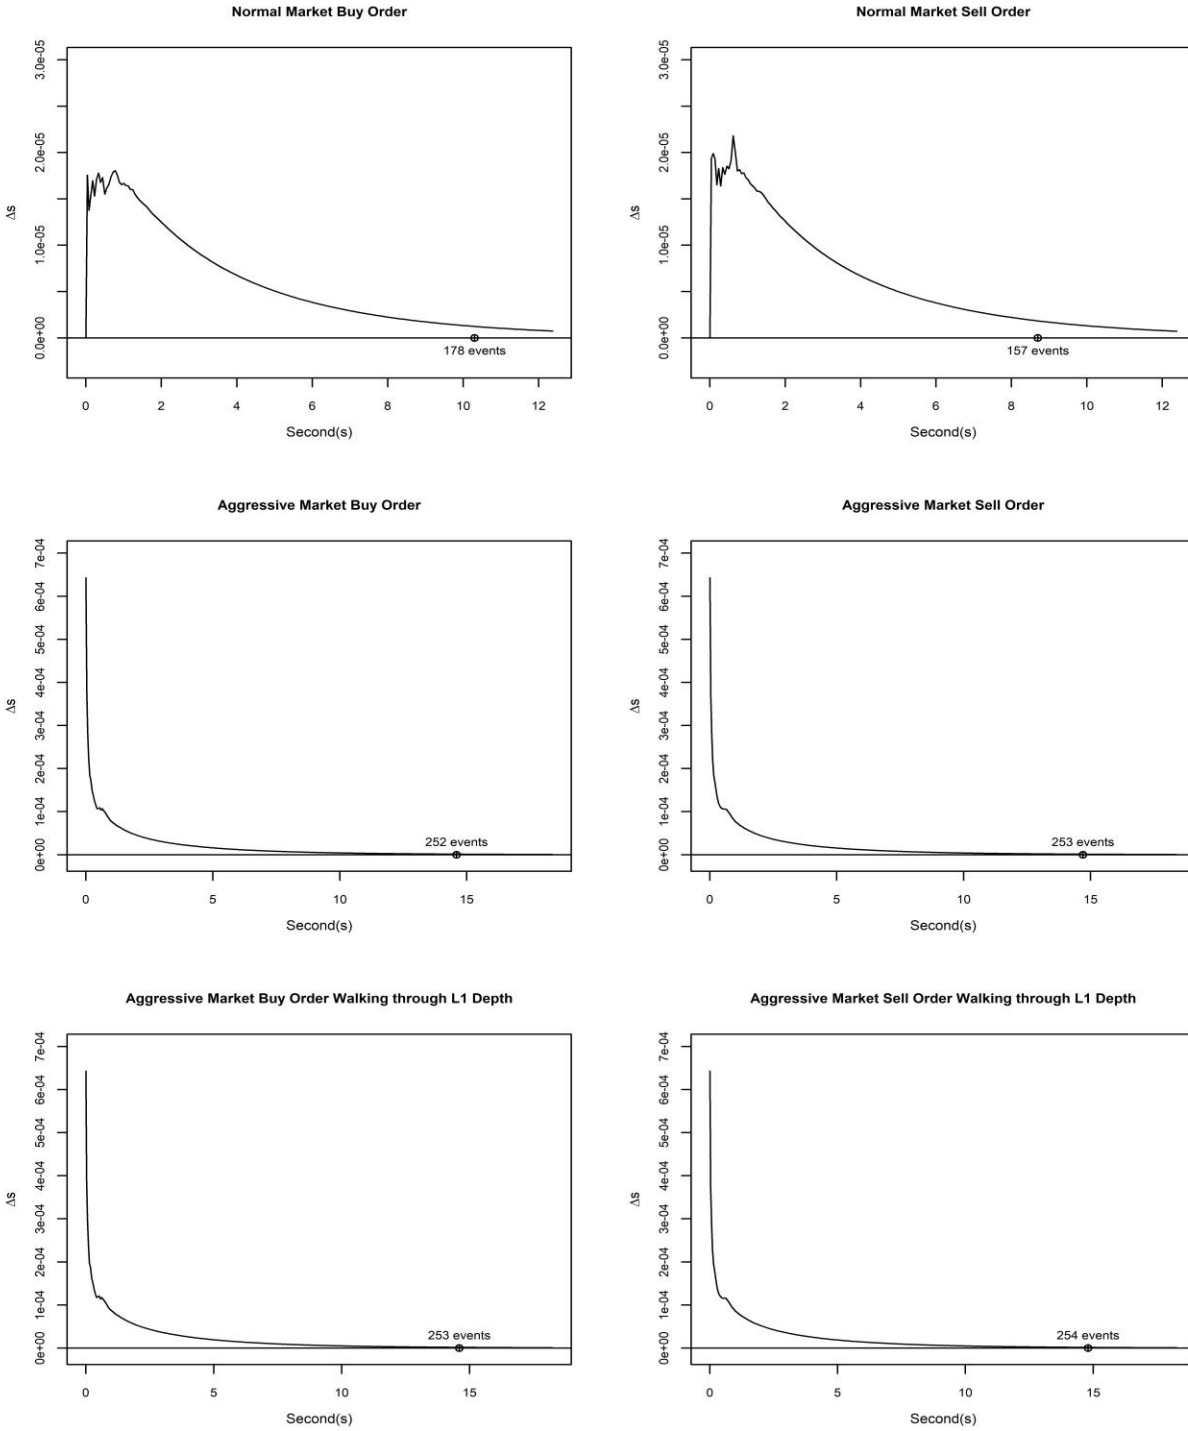 Normal Market Buy Order
Δs
3.0e-05
2.0e-05
1.0e-05
0.0e+00
178 events
0 2 4 6 8 10 12
Second(s)
Normal Market Sell Order
Δs
3.0e-05
2.0e-05
1.0e-05
0.0e+00
157 events
0 2 4 6 8 10 12
Second(s)
Aggressive Market Buy Order
Δs
7e-04
6e-04
5e-04
4e-04
3e-04
2e-04
1e-04
0e+00
252 events
0 5 10 15
Second(s)
Aggressive Market Sell Order
Δs
7e-04
6e-04
5e-04
4e-04
3e-04
2e-04
1e-04
0e+00
253 events
0 5 10 15
Second(s)
Aggressive Market Buy Order Walking through L1 Depth
Δs
7e-04
6e-04
5e-04
4e-04
3e-04
2e-04
1e-04
0e+00
253 events
0 5 10 15
Second(s)
Aggressive Market Sell Order Walking through L1 Depth
Δs
7e-04
6e-04
5e-04
4e-04
3e-04
2e-04
1e-04
0e+00
254 events
0 5 10 15
Second(s)